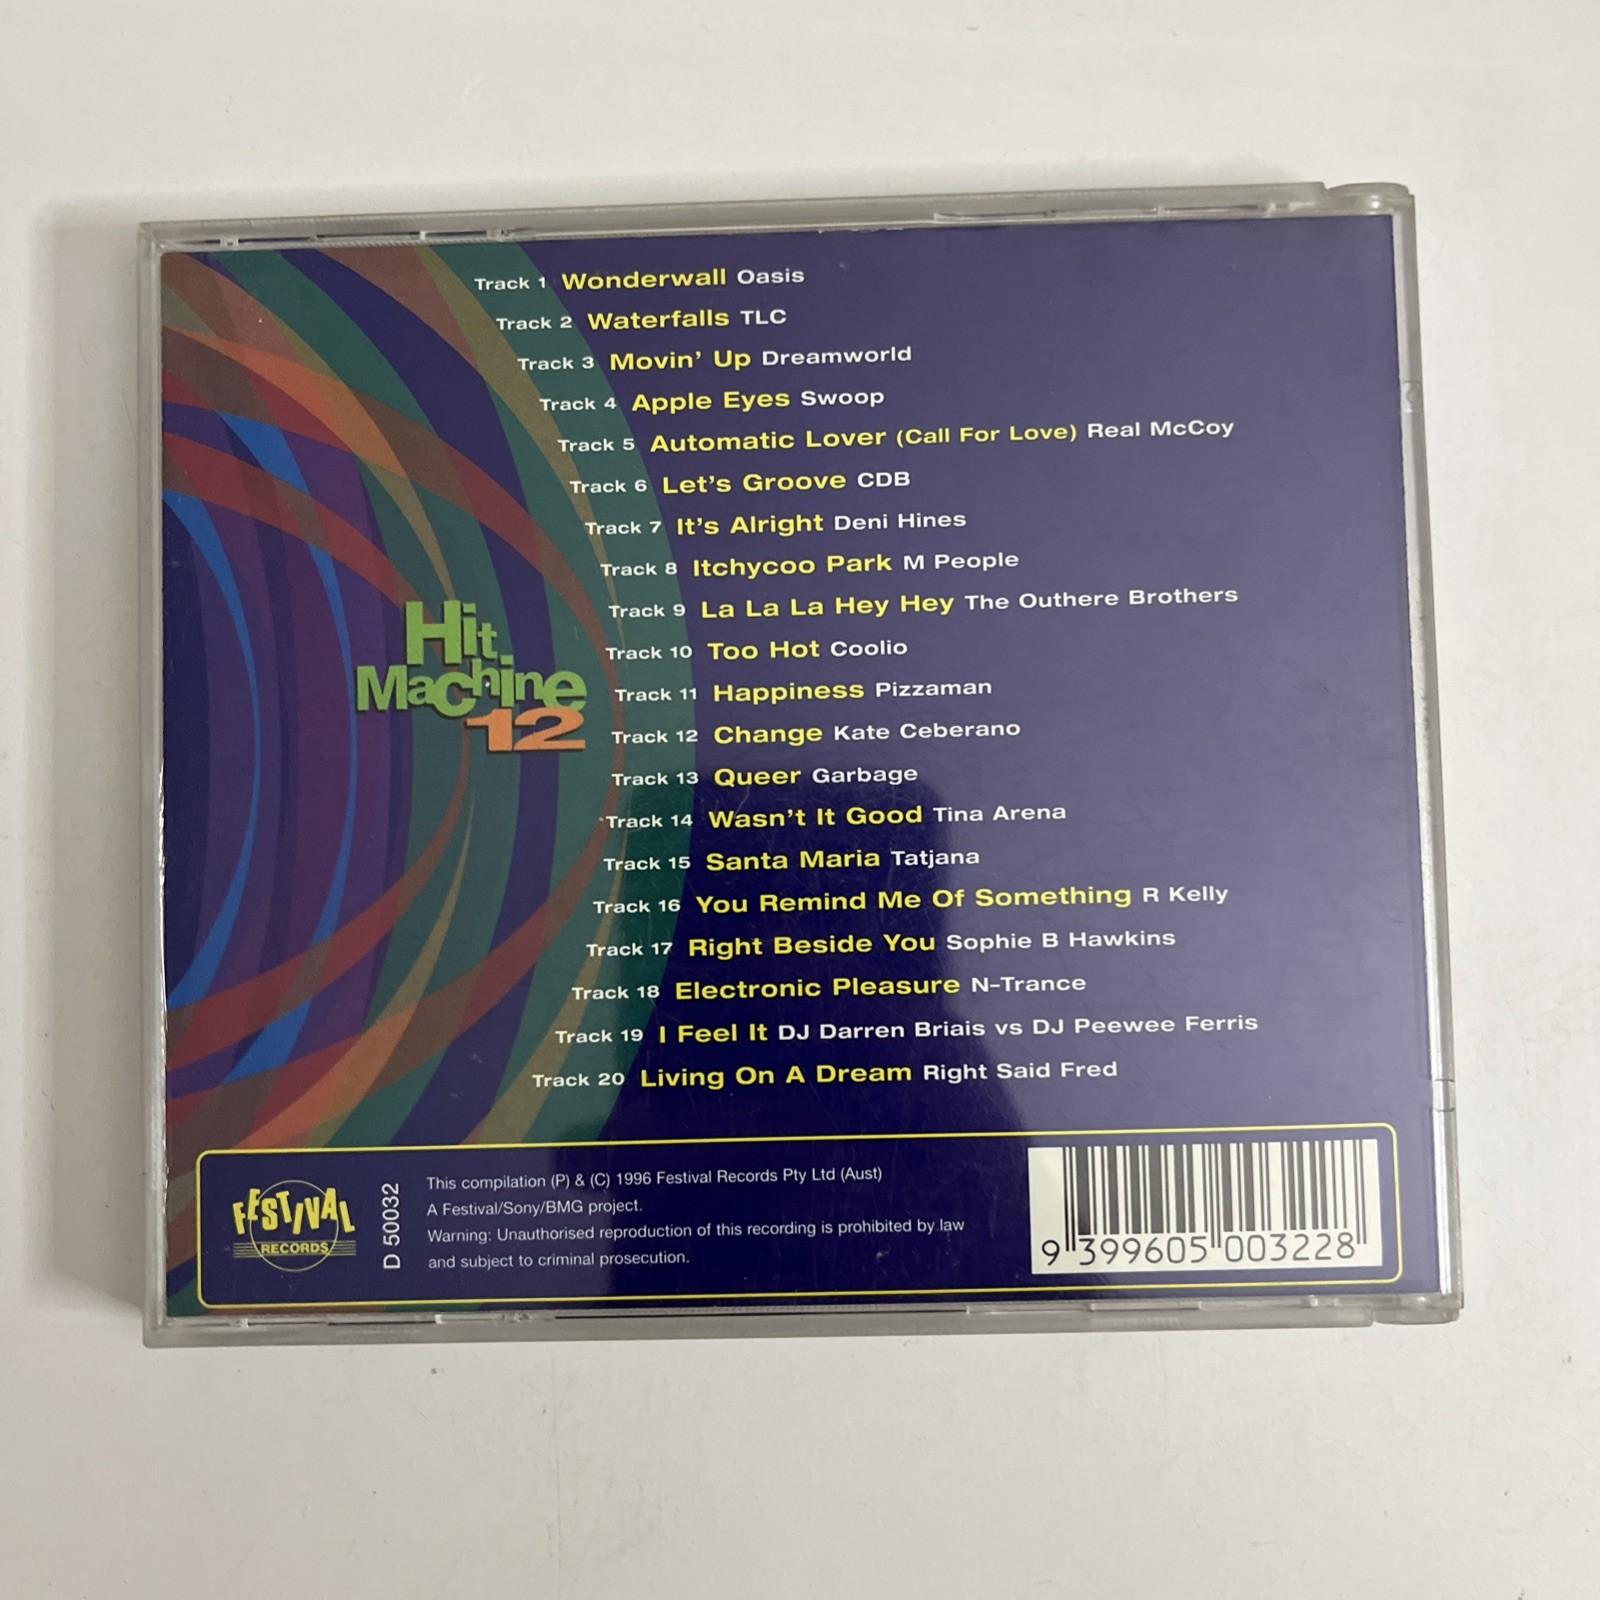 Track 1 Wonderwall Oasis
Track 2 Waterfalls TLC
Track 3 Movin' Up Dreamworld
Track 4 Apple Eyes Swoop
Track 5 Automatic Lover (Call For Love) Real McCoy
Track 6 Let's Groove CDB
Track 7 It's Alright Deni Hines
Track 8 Itchycoo Park M People
Track 9 La La La Hey Hey The Outhere Brothers
Track 10 Too Hot Coolio
Track 11 Happiness Pizzaman
Track 12 Change Kate Ceberano
Track 13 Queer Garbage
Track 14 Wasn't It Good Tina Arena
Track 15 Santa Maria Tatjana
Track 16 You Remind Me Of Something R Kelly
Track 17 Right Beside You Sophie B Hawkins
Track 18 Electronic Pleasure N-Trance
Track 19 I Feel It DJ Darren Briais vs DJ Peewee Ferris
Track 20 Living On A Dream Right Said Fred
Hit
Machine
12
FESTIVAL
RECORDS
D 50032
This compilation (P) & (C) 1996 Festival Records Pty Ltd (Aust)
A Festival/Sony/BMG project.
Warning: Unauthorised reproduction of this recording is prohibited by law
and subject to criminal prosecution.
9 399605 003228